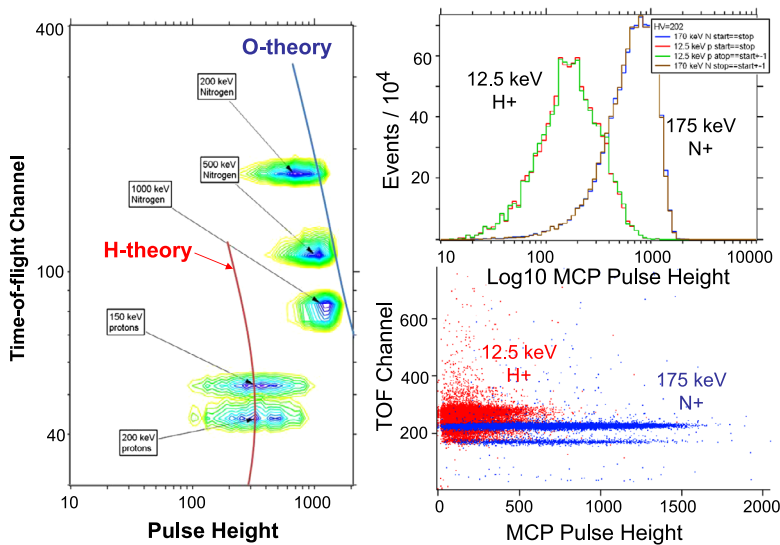 400
O-theory
200 keV
Nitrogen
500 keV
Nitrogen
1000 keV
Nitrogen
H-theory
100
150 keV
protons
200 keV
protons
40
10
100
1000
Time-of-flight Channel
Pulse Height
HV=202
170 keV N start==stop
12.5 keV p start==stop
12.5 keV p atop==start+-1
170 keV N stop==start+-1
60
40
20
Events / 10⁴
12.5 keV
H+
175 keV
N+
10
100
1000
10000
Log10 MCP Pulse Height
600
400
200
TOF Channel
12.5 keV
H+
175 keV
N+
0
500
1000
1500
2000
MCP Pulse Height